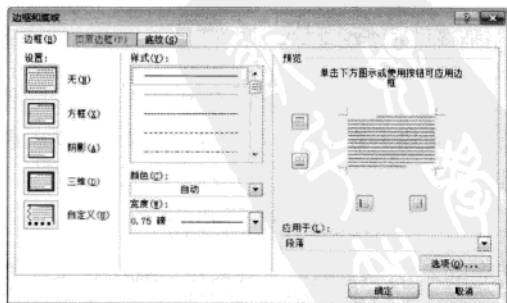 边框和底纹
边框(B)
页面边框(P)
底纹(S)
设置:
无(N)
方框(X)
阴影(A)
三维(D)
自定义(U)
样式(Y):
颜色(C):
自动
宽度(W):
0.75 磅
预览
单击下方图示或使用按钮可应用边
框
应用于(L):
段落
选项(O)...
确定
取消